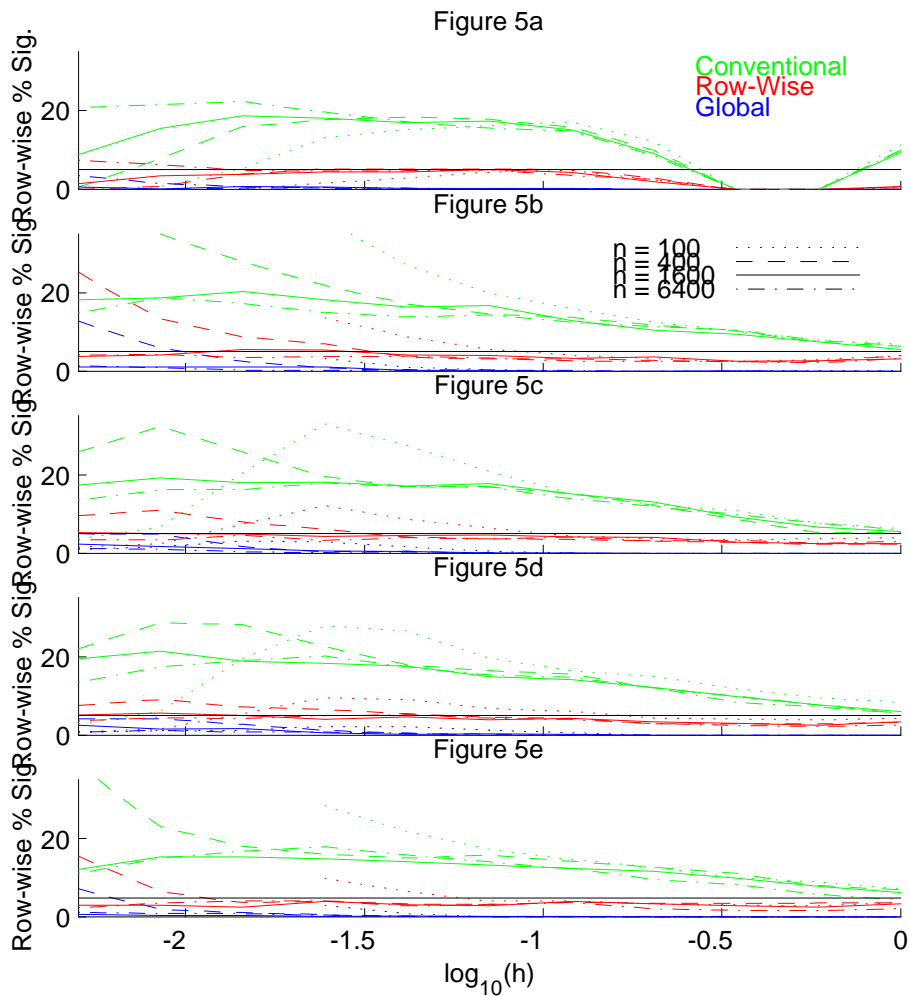 Figure 5a
Row-wise % Sig.
20
0
Conventional
Row-Wise
Global
Figure 5b
Row-wise % Sig.
20
0
n = 100
n = 400
n = 1600
n = 6400
Figure 5c
Row-wise % Sig.
20
0
Figure 5d
Row-wise % Sig.
20
0
Figure 5e
Row-wise % Sig.
20
0
-2 -1.5 -1 -0.5 0
log10(h)